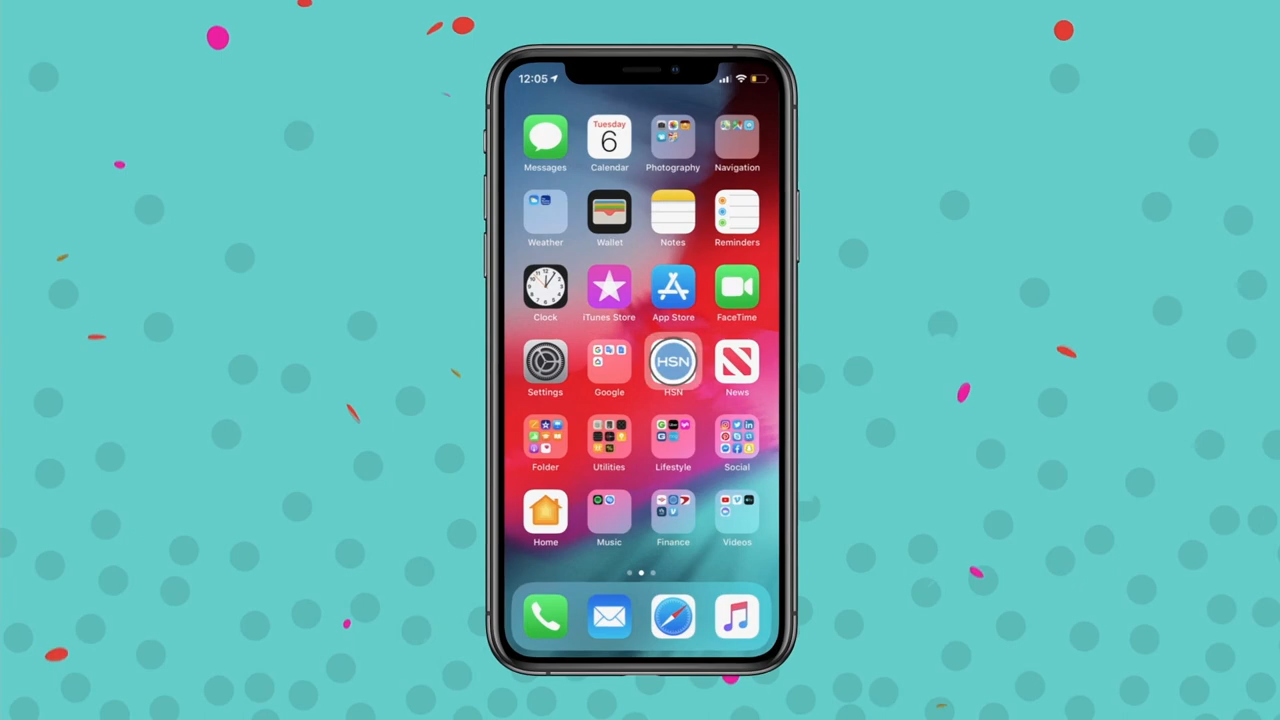 12:05
Tuesday
6
Messages Calendar Photography Navigation
Weather Wallet Notes Reminders
Clock iTunes Store App Store FaceTime
HSN
Settings Google HSN News
Folder Utilities Lifestyle Social
Home Music Finance Videos